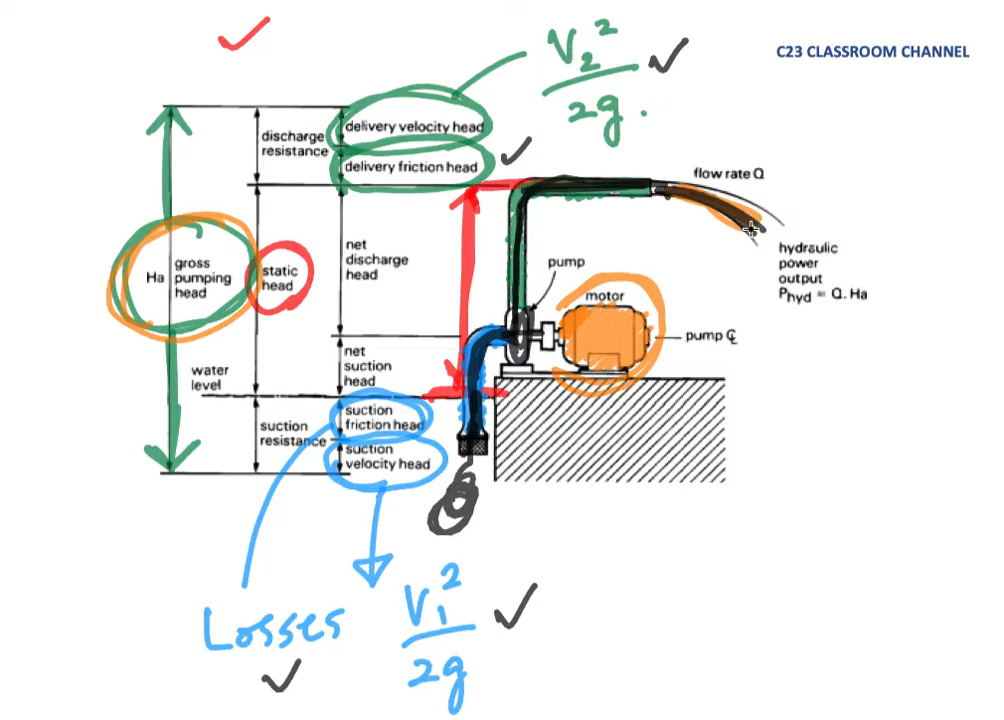 C23 CLASSROOM CHANNEL
V₂²
2g.
delivery velocity head
discharge
resistance
delivery friction head
flow rate Q
Ha
gross
pumping
head
static
head
net
discharge
head
pump
motor
hydraulic
power
output
Phyd = Q. Ha
pump ℄
net
suction
head
water
level
suction
friction head
suction
resistance
suction
velocity head
Losses
V₁²
2g